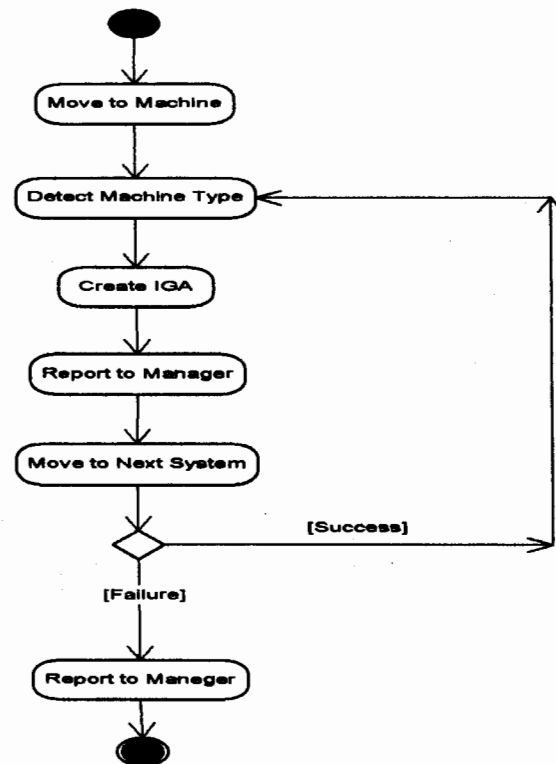 Move to Machine
Detect Machine Type
Create IGA
Report to Manager
Move to Next System
[Success]
[Failure]
Report to Maneger